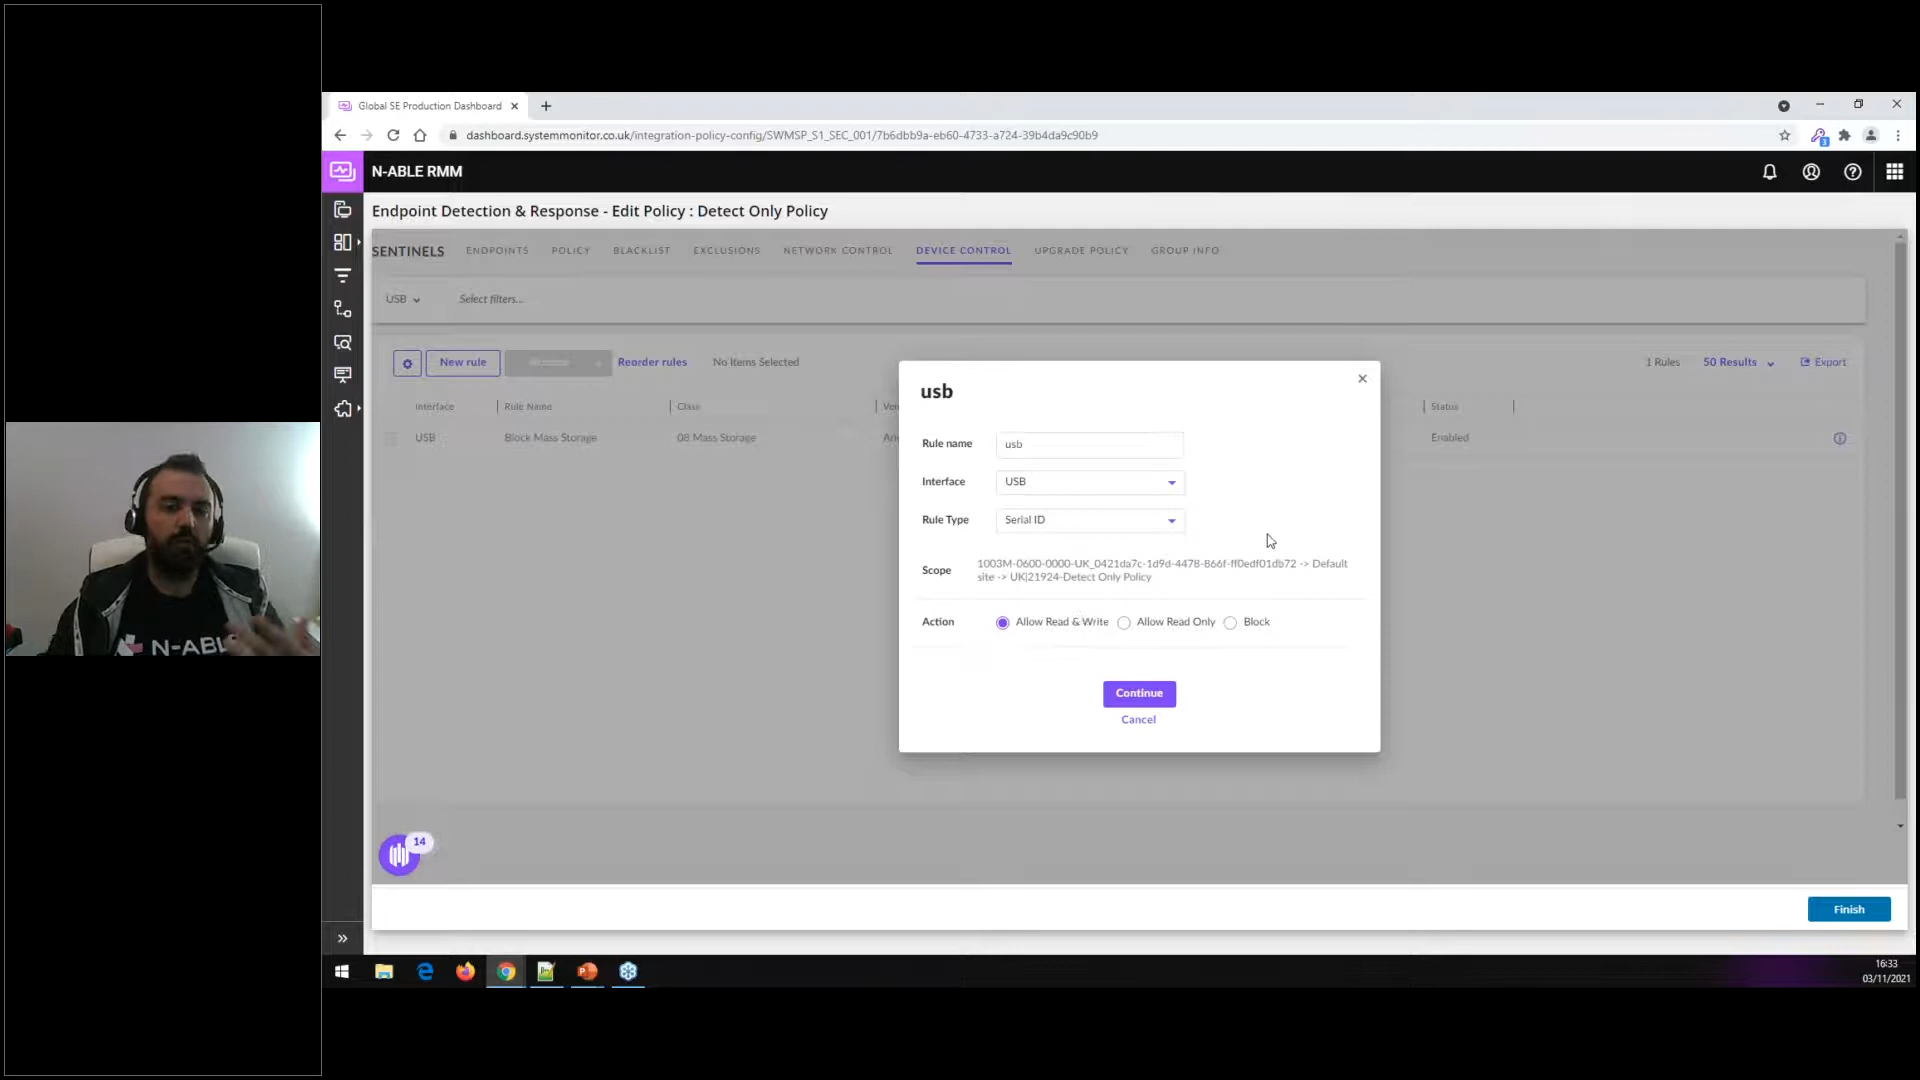 Global SE Production Dashboard
dashboard.systemmonitor.co.uk/integration-policy-config/SWMSP_S1_SEC_001/7b6dbb9a-eb60-4733-a724-39b4da9c90b9
3
N-ABLE RMM
Endpoint Detection & Response - Edit Policy : Detect Only Policy
SENTINELS ENDPOINTS POLICY BLACKLIST EXCLUSIONS NETWORK CONTROL DEVICE CONTROL UPGRADE POLICY GROUP INFO
USB Select filters...
New rule Reorder rules No Items Selected 1 Rules 50 Results Export
Interface Rule Name Class Status
USB Block Mass Storage 08 Mass Storage Enabled
usb
Rule name usb
Interface USB
Rule Type Serial ID
Scope 1003M-0600-0000-UK_0421da7c-1d9d-4478-866f-ff0edf01db72 -> Default
site -> UK|21924-Detect Only Policy
Action Allow Read & Write Allow Read Only Block
Continue
Cancel
14
Finish
16:33
03/11/2021